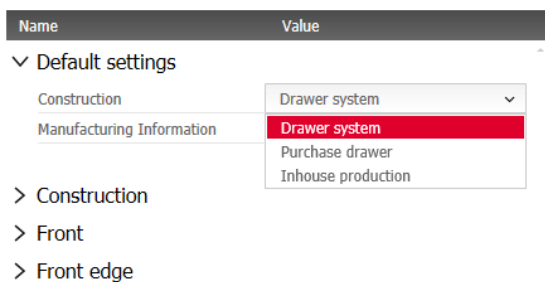 Name Value
Default settings
Construction Drawer system
Manufacturing Information Drawer system
Purchase drawer
Inhouse production
Construction
Front
Front edge